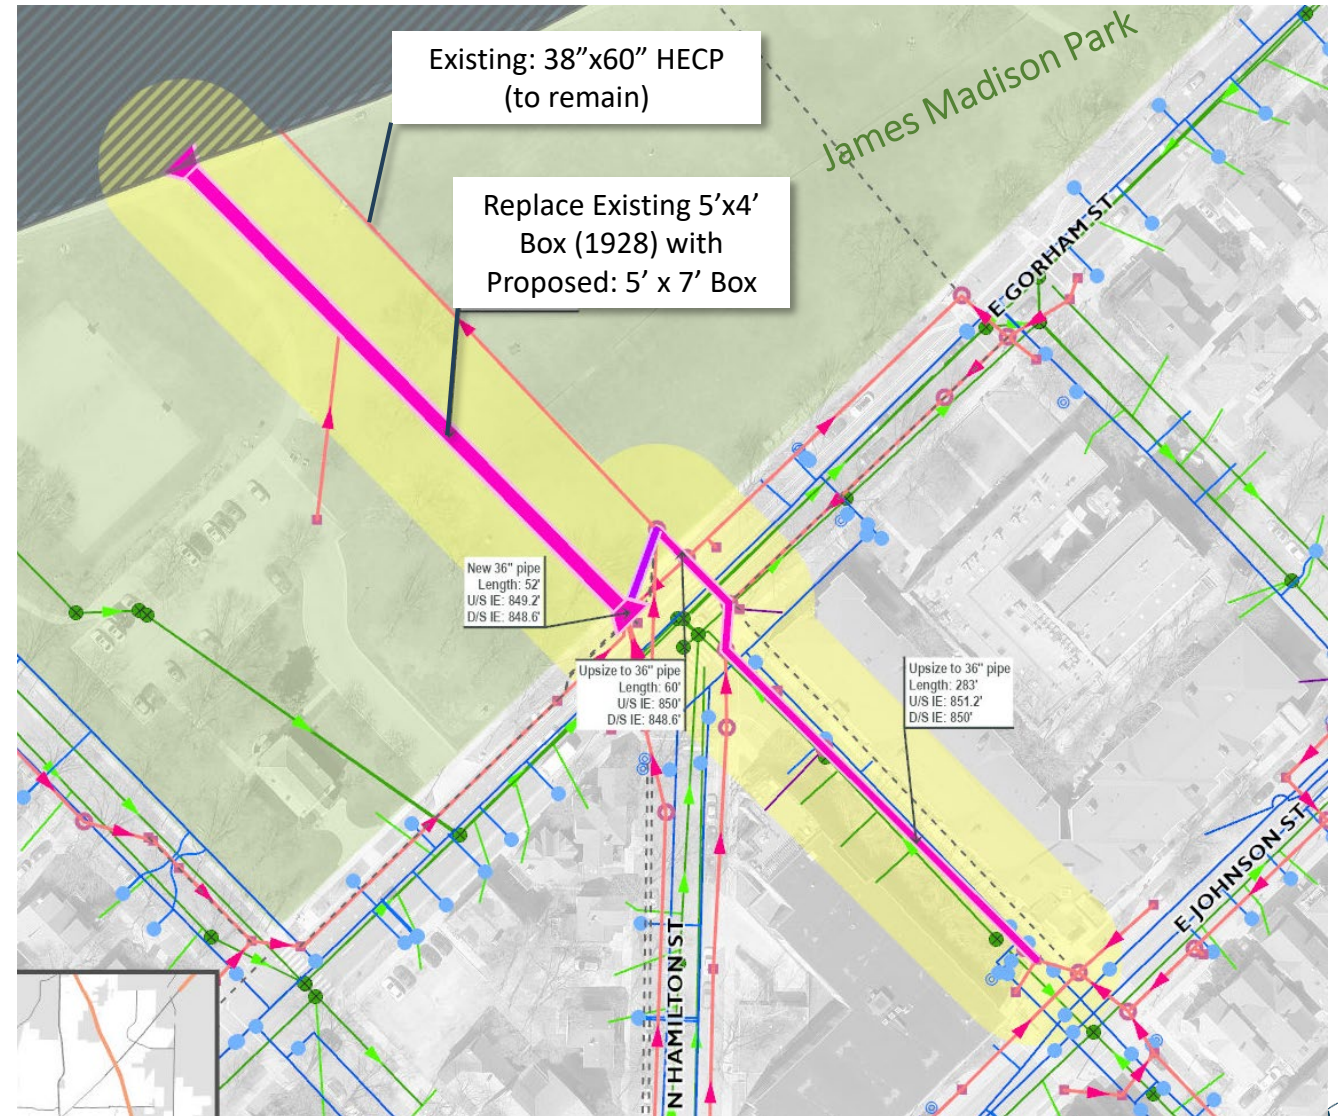 Existing: 38”x60” HECP
(to remain)
James Madison Park
Replace Existing 5’x4’
Box (1928) with
Proposed: 5’ x 7’ Box
E GORHAM ST
New 36" pipe
Length: 52'
U/S IE: 849.2'
D/S IE: 848.6'
Upsize to 36" pipe
Length: 60'
U/S IE: 850'
D/S IE: 848.6'
Upsize to 36" pipe
Length: 283'
U/S IE: 851.2'
D/S IE: 850'
E JOHNSON ST
N HAMILTON ST